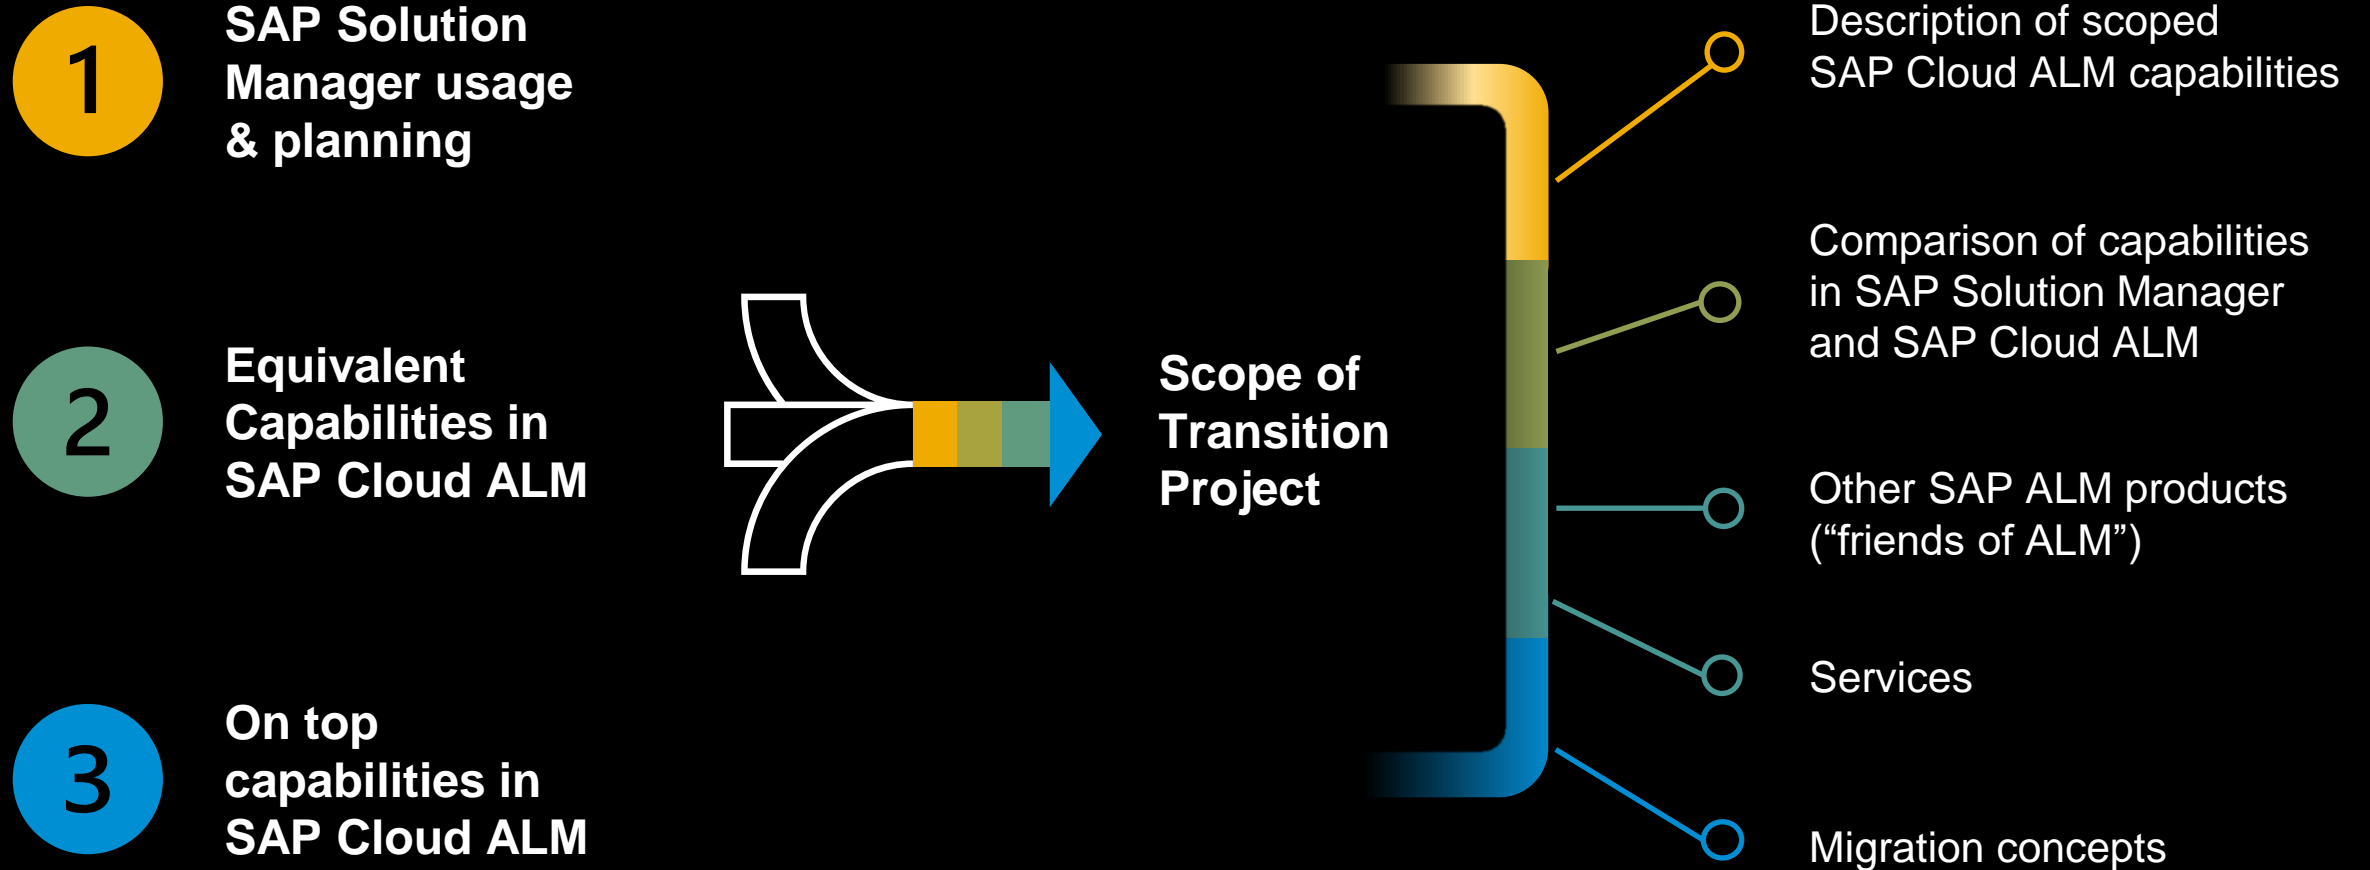 1
SAP Solution
Manager usage
& planning
2
Equivalent
Capabilities in
SAP Cloud ALM
3
On top
capabilities in
SAP Cloud ALM
Scope of
Transition
Project
Description of scoped
SAP Cloud ALM capabilities
Comparison of capabilities
in SAP Solution Manager
and SAP Cloud ALM
Other SAP ALM products
(“friends of ALM”)
Services
Migration concepts